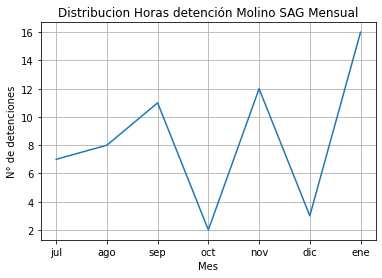 Distribucion Horas detención Molino SAG Mensual
16
14
12
10
8
6
4
2
N° de detenciones
jul ago sep oct nov dic ene
Mes